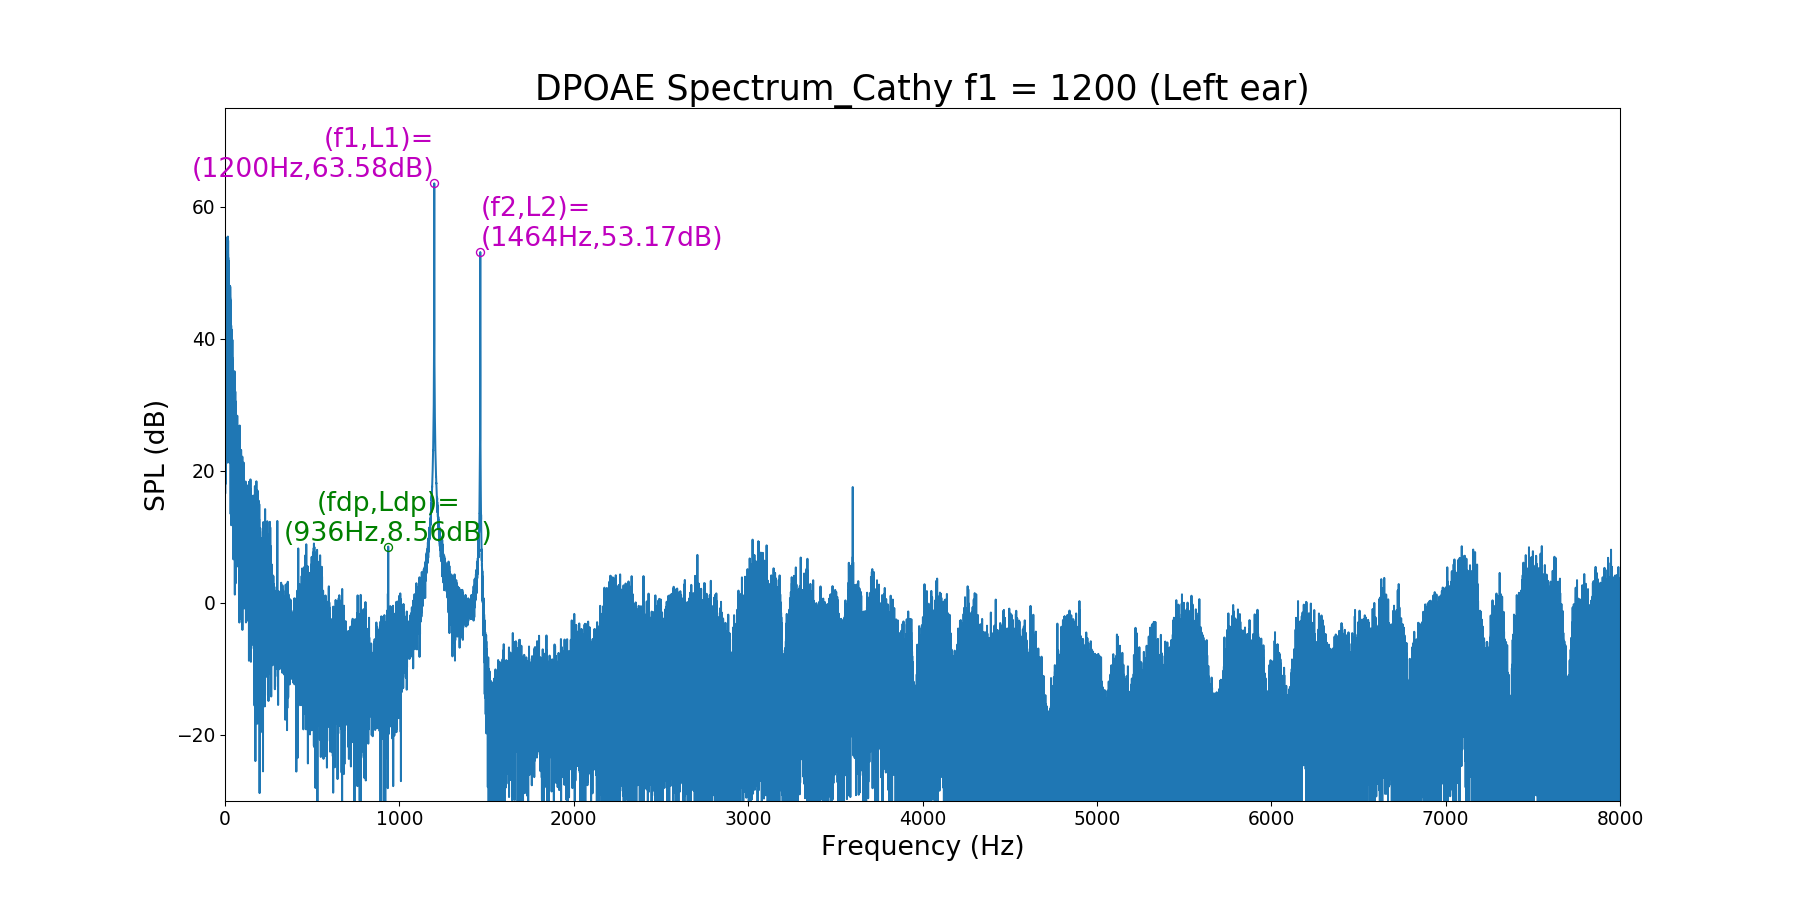 DPOAE Spectrum_Cathy f1 = 1200 (Left ear)
(f1,L1)=
(1200Hz,63.58dB)
(f2,L2)=
(1464Hz,53.17dB)
(fdp,Ldp)=
(936Hz,8.56dB)
SPL (dB)
60
40
20
0
−20
0 1000 2000 3000 4000 5000 6000 7000 8000
Frequency (Hz)